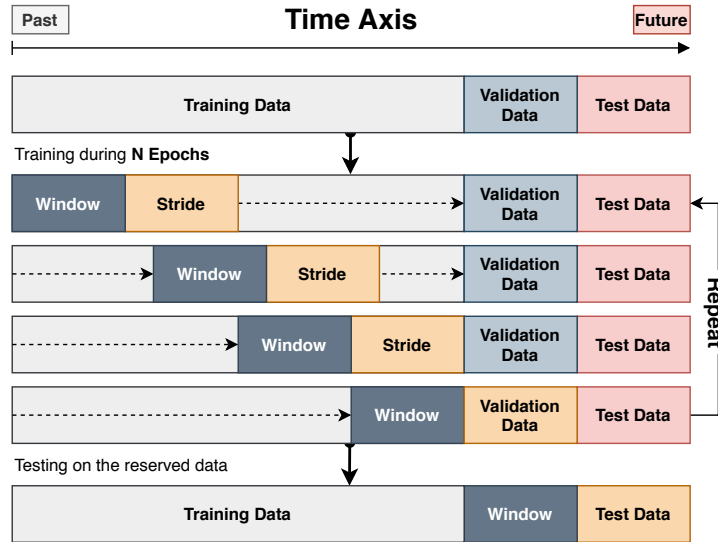 Past
Time Axis
Future
Training Data
Validation
Data
Test Data
Training during N Epochs
Window
Stride
Validation
Data
Test Data
Window
Stride
Validation
Data
Test Data
Window
Stride
Validation
Data
Test Data
Window
Validation
Data
Test Data
Repeat
Testing on the reserved data
Training Data
Window
Test Data